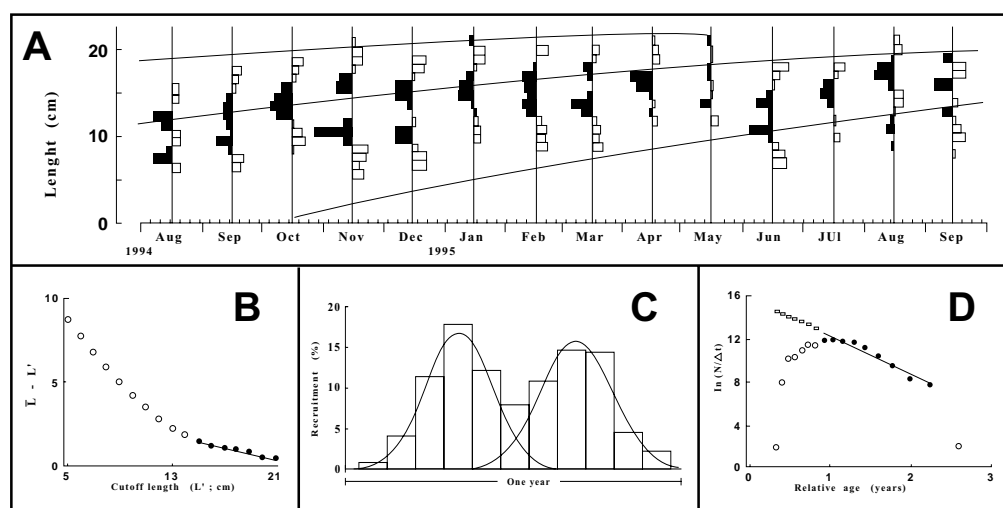 A
Lenght (cm)
20
10
0
Aug Sep Oct Nov Dec Jan Feb Mar Apr May Jun JUl Aug Sep
1994 1995
B
L̅ - L'
10
5
0
5 13 21
Cutoff length (L' ; cm)
C
Recruitment (%)
20
15
10
5
0
One year
D
ln (N/Δt)
16
12
8
4
0
0 1 2 3
Relative age (years)